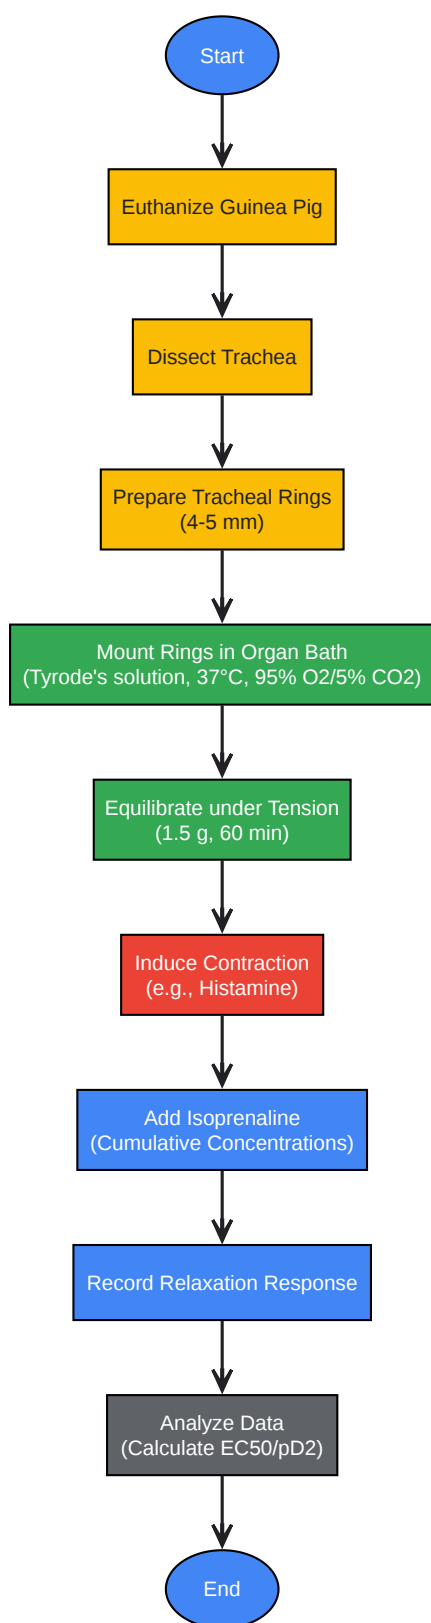 Start
Euthanize Guinea Pig
Dissect Trachea
Prepare Tracheal Rings
(4-5 mm)
Mount Rings in Organ Bath
(Tyrode's solution, 37°C, 95% O2/5% CO2)
Equilibrate under Tension
(1.5 g, 60 min)
Induce Contraction
(e.g., Histamine)
Add Isoprenaline
(Cumulative Concentrations)
Record Relaxation Response
Analyze Data
(Calculate EC50/pD2)
End